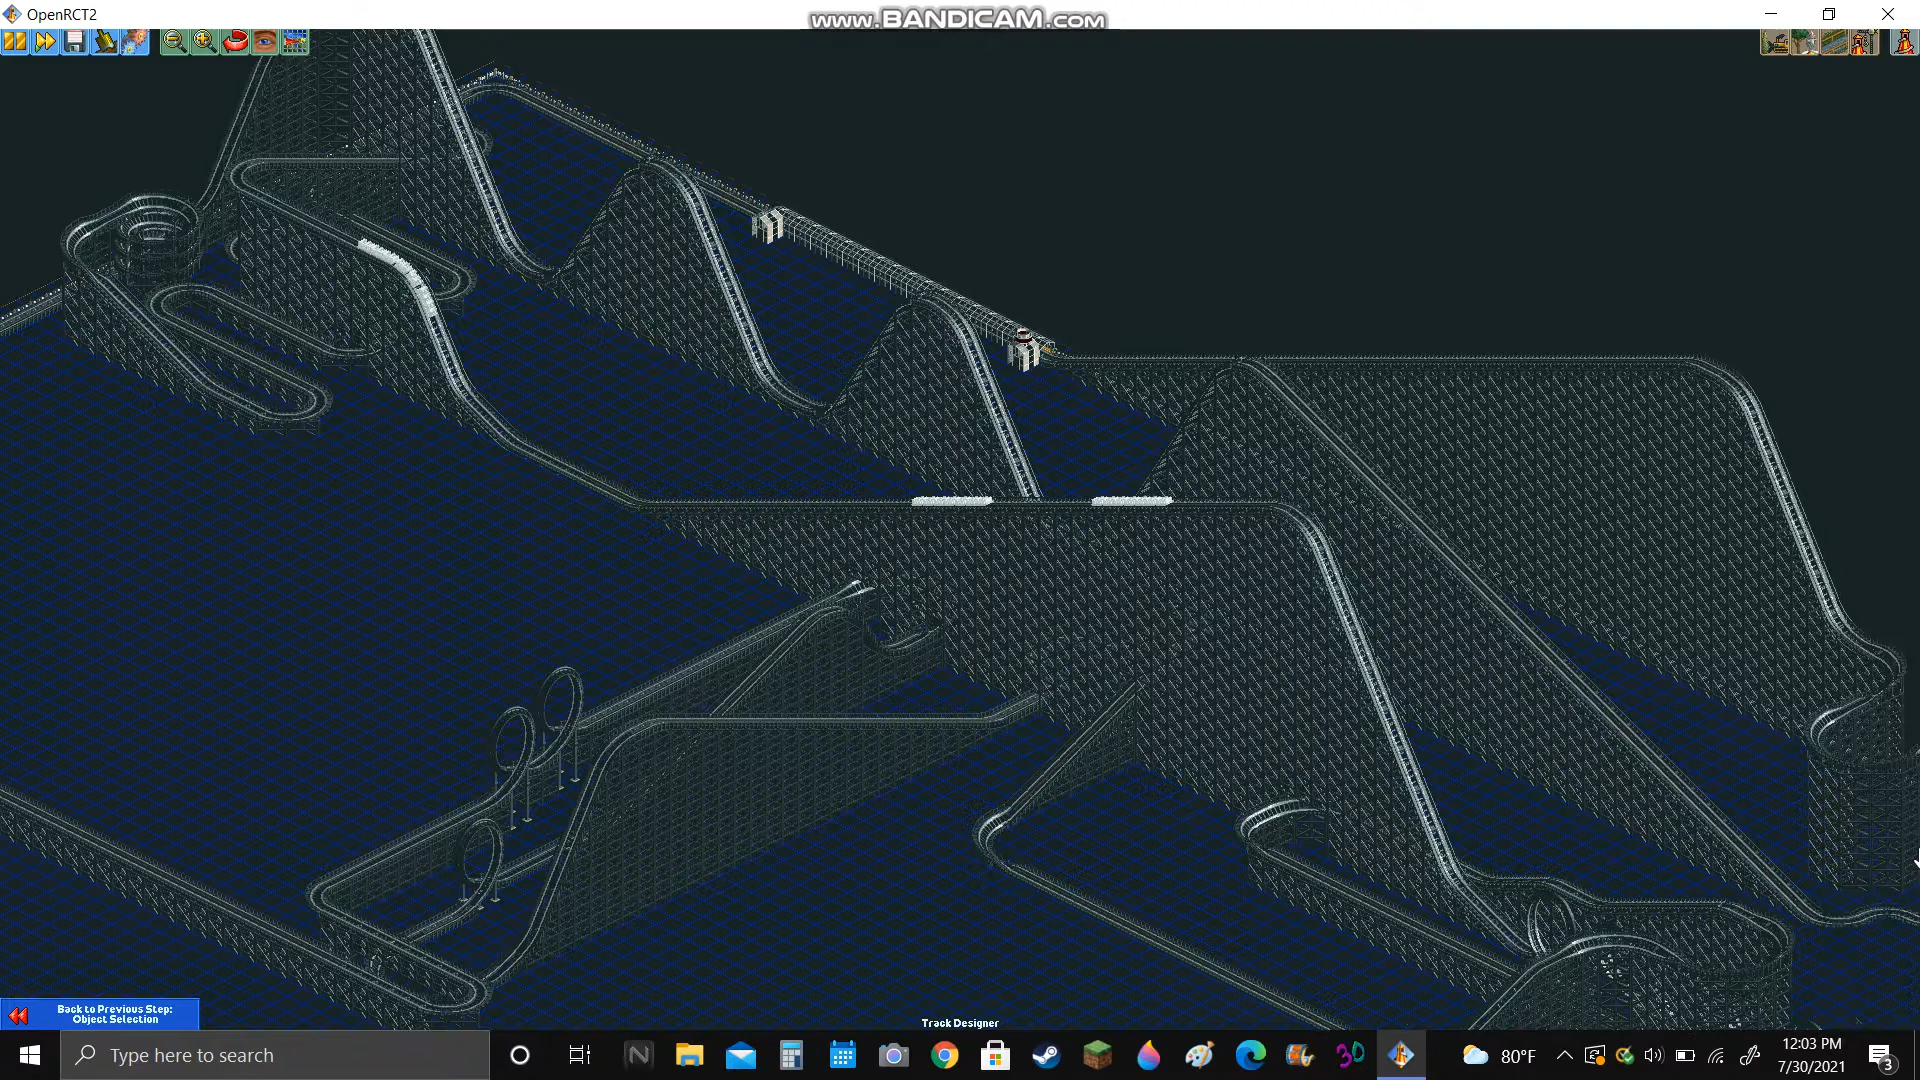 OpenRCT2
www.BANDICAM.com
Back to Previous Step:
Object Selection
Track Designer
Type here to search
80°F
12:03 PM
7/30/2021
3